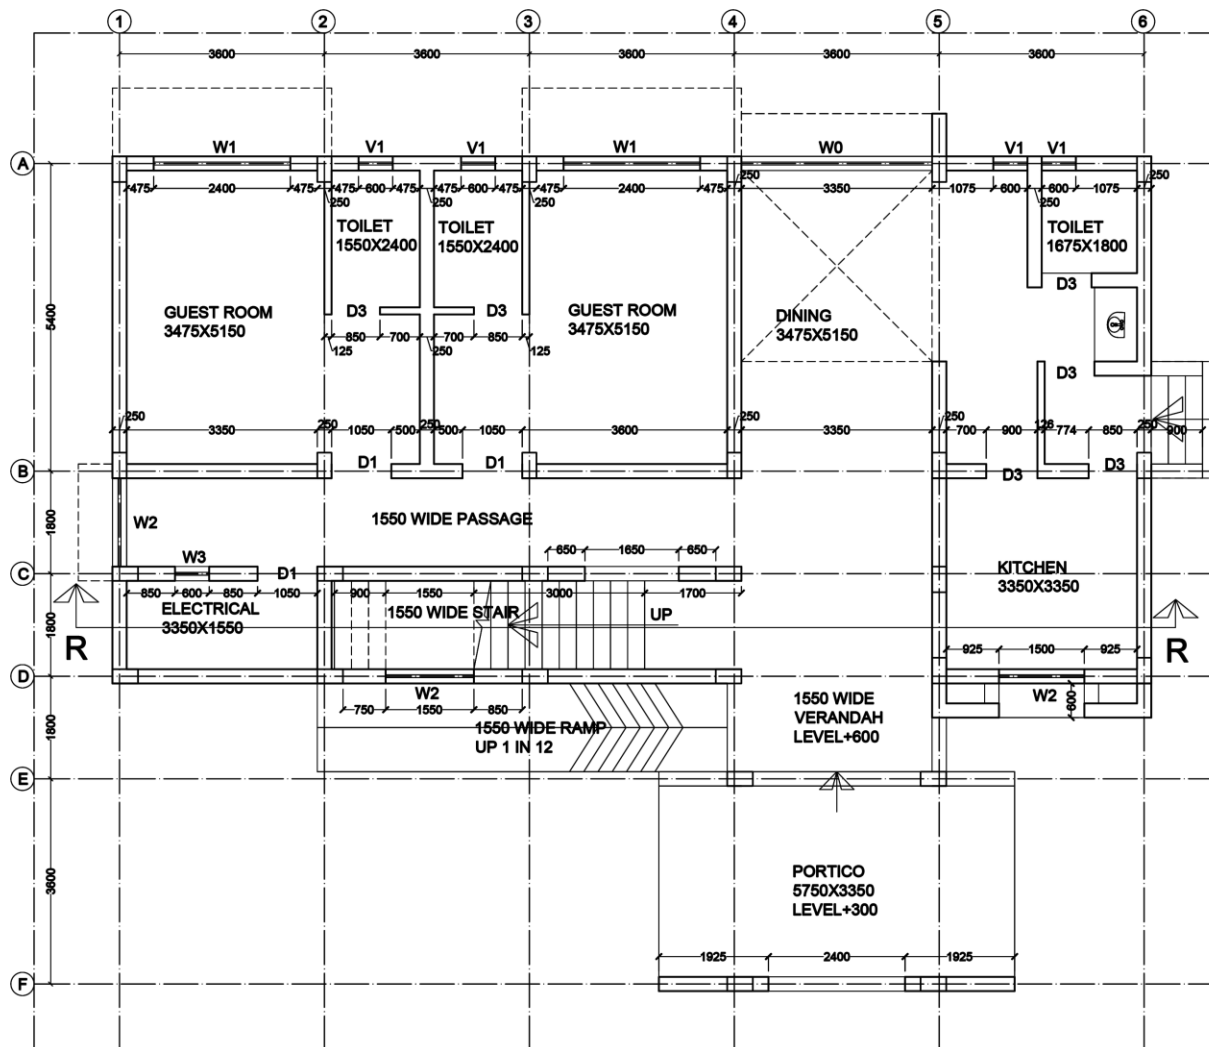 1 2 3 4 5 6
3600 3600 3600 3600 3600
W1 V1 V1 W1 W0 V1 V1
A
475 2400 475 475 600 475 475 600 475 475 2400 475 250 3350 1075 600 600 1075 250
250 250 250 250
TOILET
1550X2400
TOILET
1550X2400
TOILET
1675X1800
D3
GUEST ROOM
3475X5150
D3 D3
GUEST ROOM
3475X5150
DINING
3475X5150
5400
850 700 700 850
125 250 125
D3
250 250 250 250 250 126 250
3350 1050 500 500 1050 3600 3350 700 900 774 850 900
B
D1 D1 D3 D3
1800
W2
1550 WIDE PASSAGE
W3
650 1650 650
C
D1
KITCHEN
3350X3350
850 600 850 1050 900 1550 3000 1700
ELECTRICAL
3350X1550
1550 WIDE STAIR
UP
1800
R R
925 1500 925
D
W2 W2
600
750 1550 850
1550 WIDE
VERANDAH
LEVEL+600
1800
1550 WIDE RAMP
UP 1 IN 12
E
PORTICO
5750X3350
LEVEL+300
3600
1925 2400 1925
F